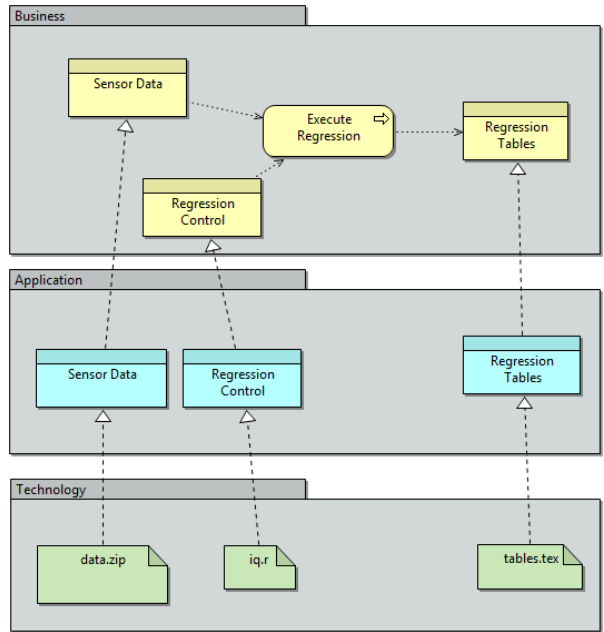 Business
Sensor Data
Execute
Regression
Regression
Tables
Regression
Control
Application
Sensor Data
Regression
Control
Regression
Tables
Technology
data.zip
iq.r
tables.tex